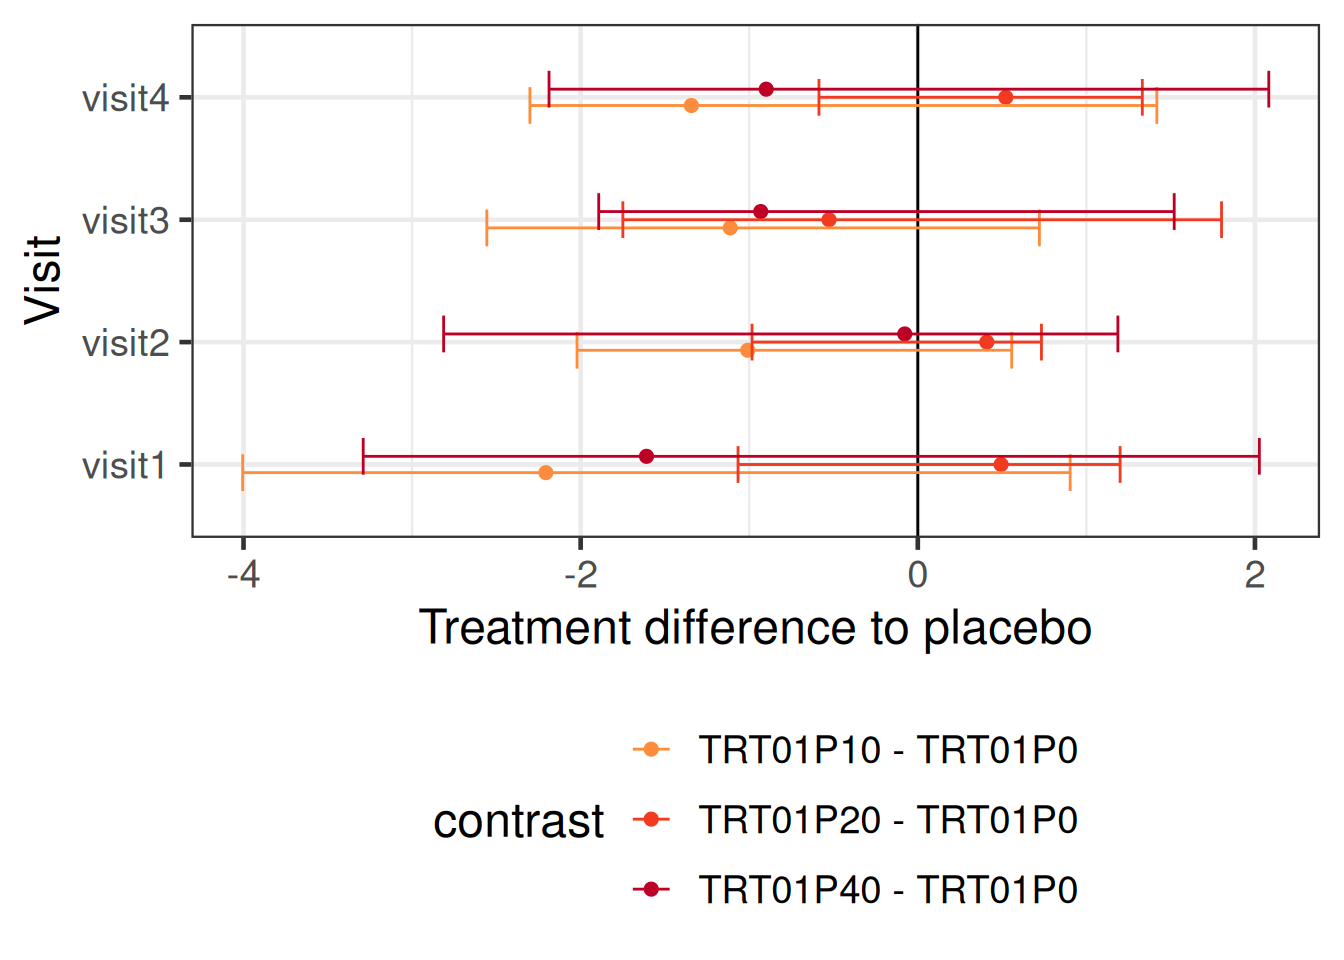 visit4
visit3
visit2
visit1
Visit
-4 -2 0 2
Treatment difference to placebo
contrast
TRT01P10 - TRT01P0
TRT01P20 - TRT01P0
TRT01P40 - TRT01P0